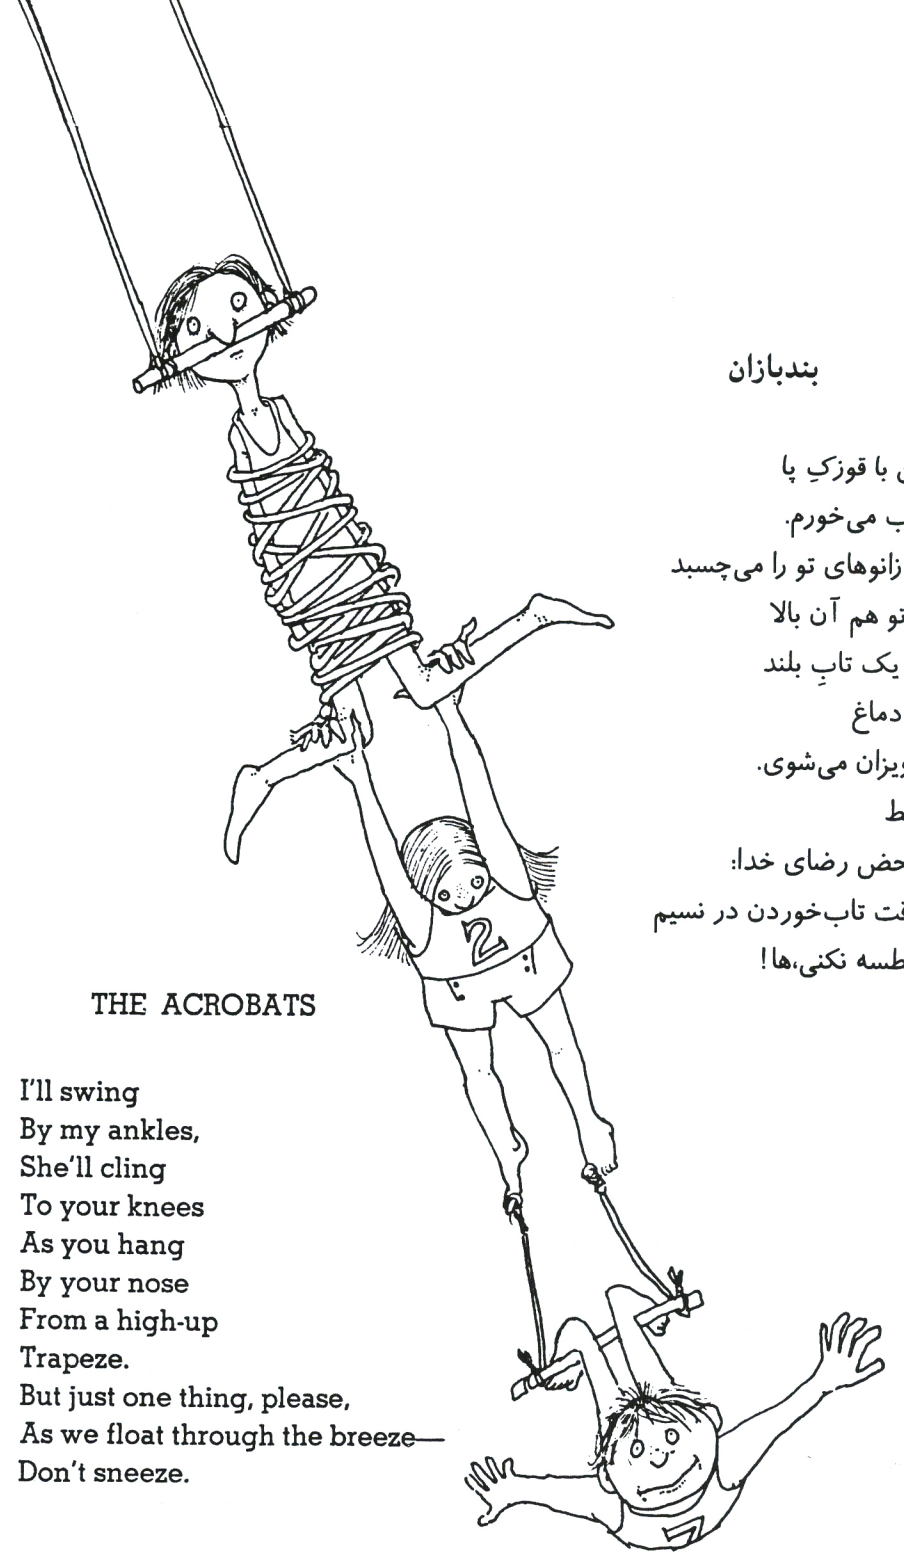 بندبازان
با قوزکِ پا
می‌خورم.
زانوهای تو را می‌چسبد
تو هم آن بالا
یک تابِ بلند
دماغ
می‌شوی.
رضای خدا:
تاب‌خوردن در نسیم
نکنی،ها!
2
THE ACROBATS
I'll swing
By my ankles,
She'll cling
To your knees
As you hang
By your nose
From a high-up
Trapeze.
But just one thing, please,
As we float through the breeze—
Don't sneeze.